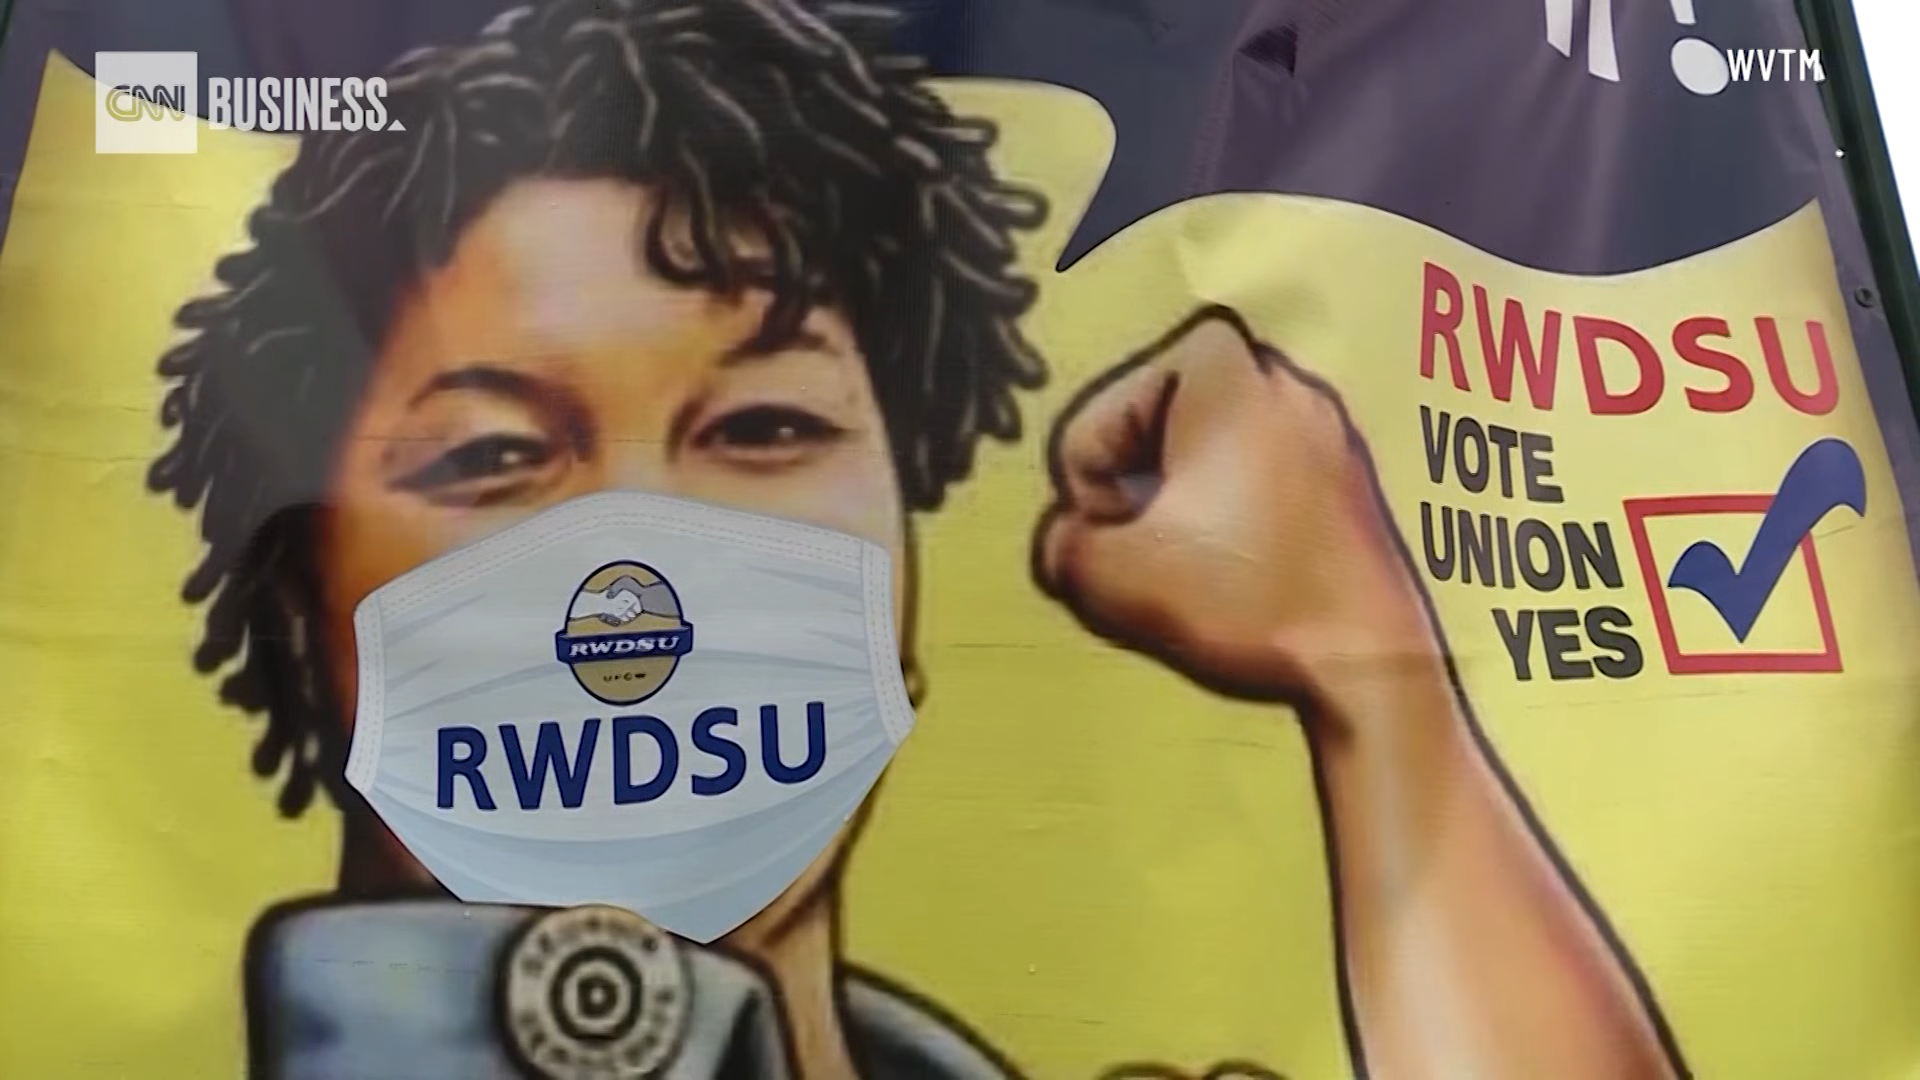 CNN BUSINESS
WVTM
RWDSU
VOTE
UNION
YES
RWDSU
UFCW
RWDSU
D